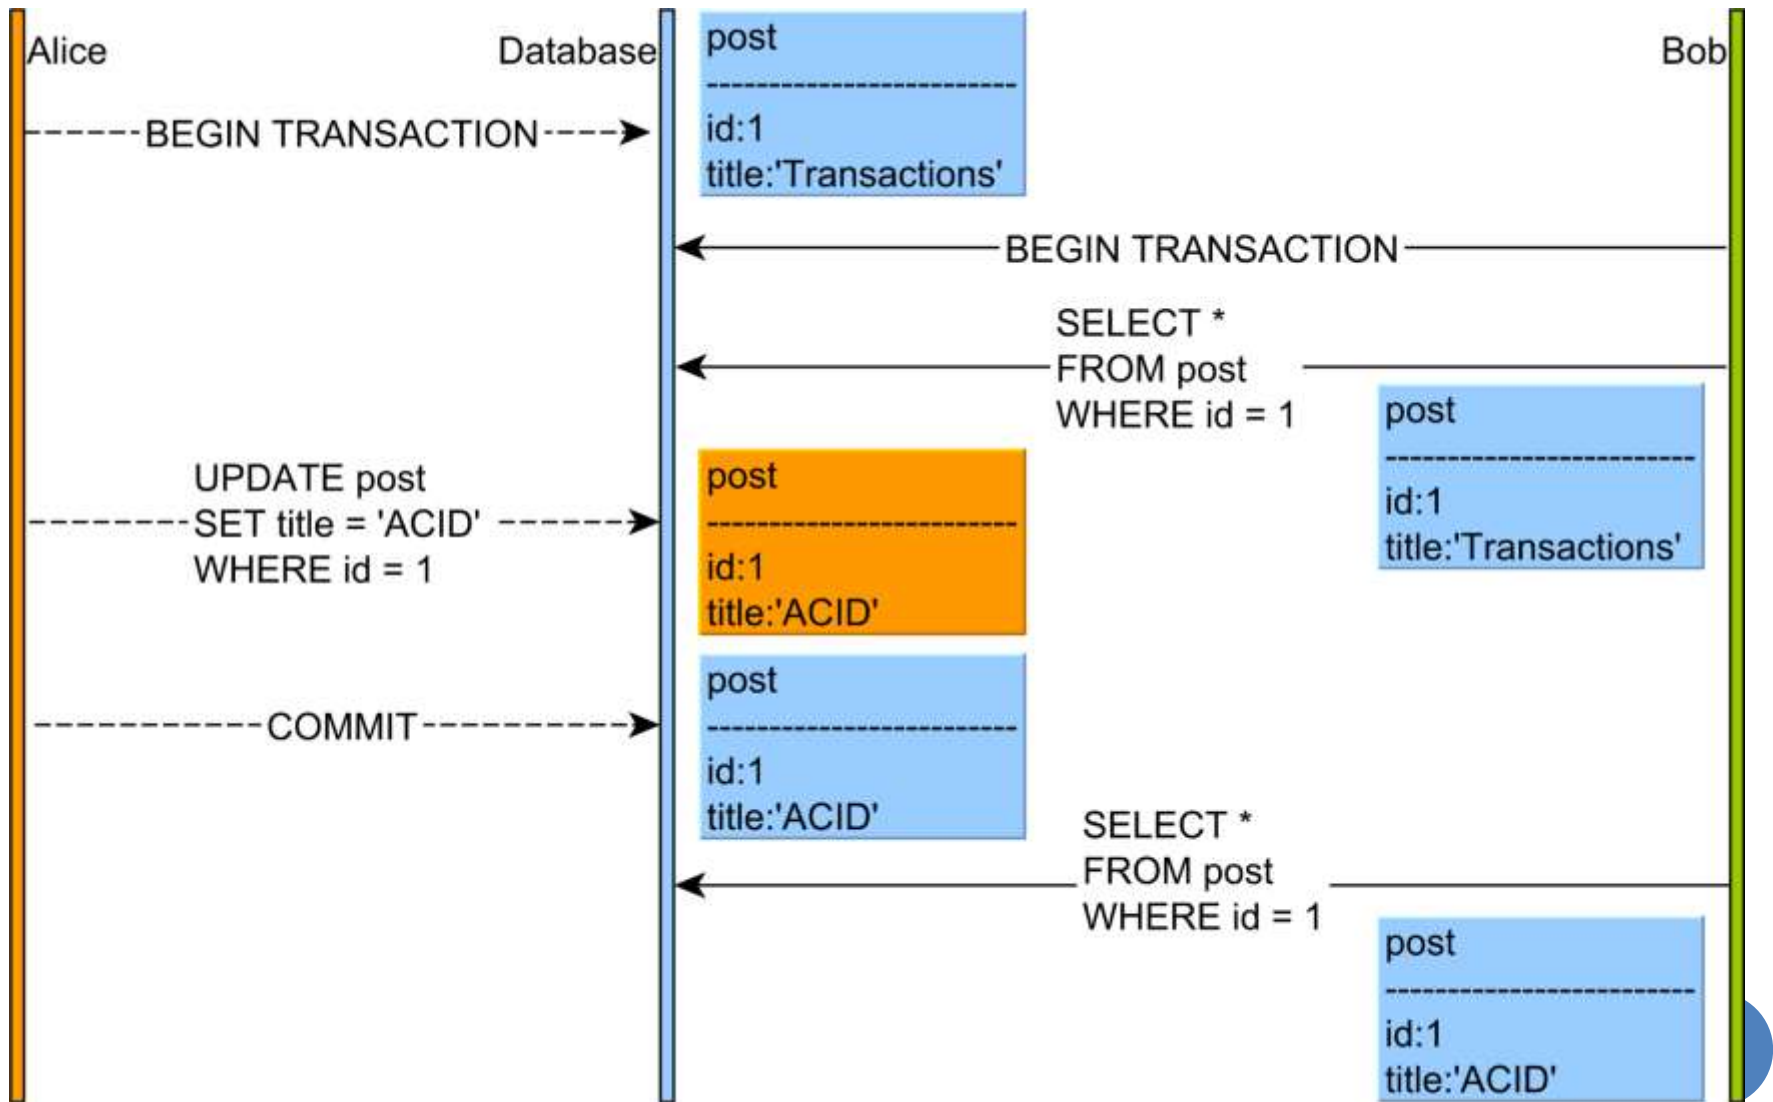 Alice
Database
post
------------------------
id:1
title:'Transactions'
Bob
BEGIN TRANSACTION
BEGIN TRANSACTION
SELECT *
FROM post
WHERE id = 1
post
------------------------
id:1
title:'Transactions'
UPDATE post
SET title = 'ACID'
WHERE id = 1
post
------------------------
id:1
title:'ACID'
COMMIT
post
------------------------
id:1
title:'ACID'
SELECT *
FROM post
WHERE id = 1
post
------------------------
id:1
title:'ACID'